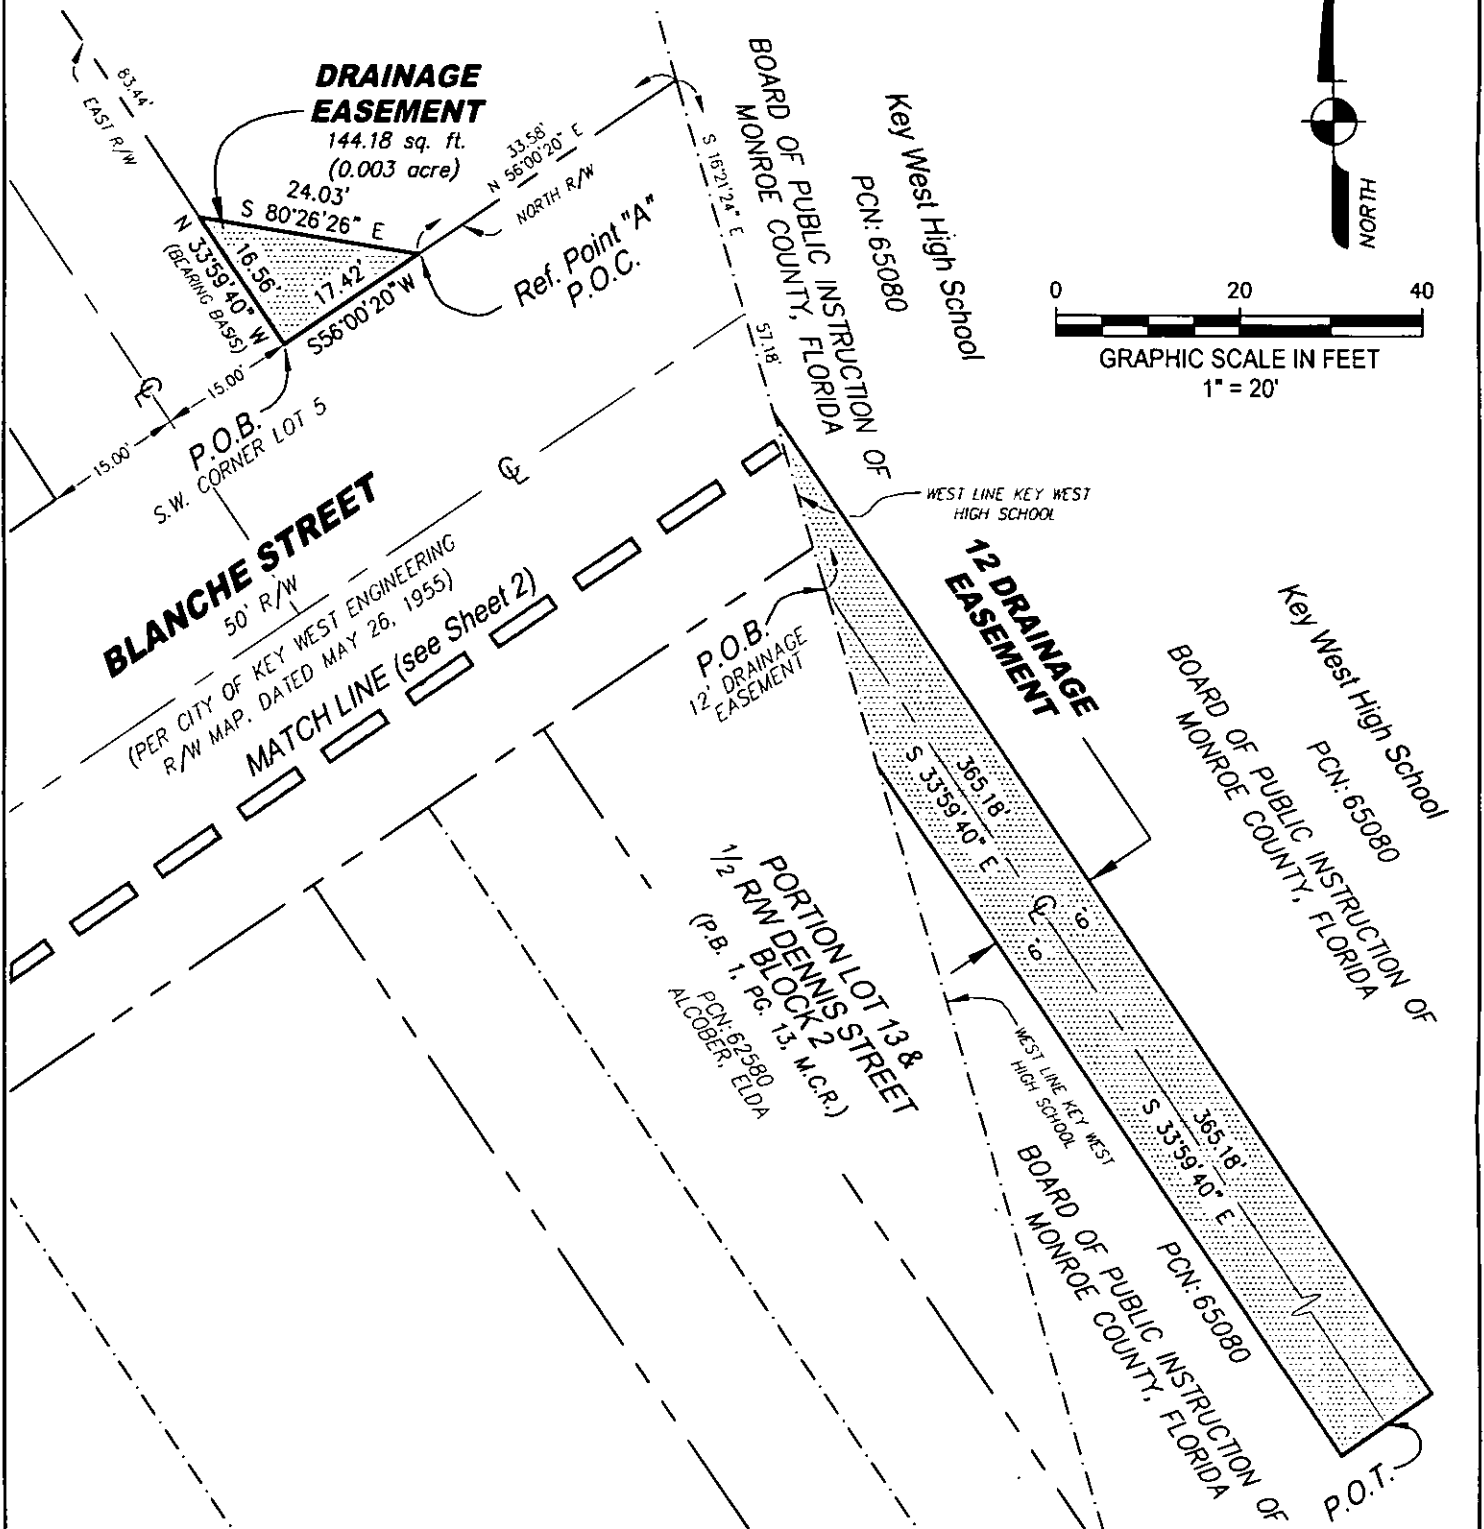 83.44'
EAST R/W
DRAINAGE
EASEMENT
144.18 sq. ft.
(0.003 acre)
24.03'
S 80°26'26" E
N 33°59'40" W
(BEARING BASIS)
16.56'
17.42'
S56°00'20"W
33.58'
N 56°00'20" E
NORTH R/W
Ref. Point "A"
P.O.C.
S 16°21'24" E
57.18'
BOARD OF PUBLIC INSTRUCTION OF
MONROE COUNTY, FLORIDA
PCN: 65080
Key West High School
NORTH
0 20 40
GRAPHIC SCALE IN FEET
1" = 20'
CL
15.00'
15.00'
P.O.B.
S.W. CORNER LOT 5
CL
BLANCHE STREET
50' R/W
(PER CITY OF KEY WEST ENGINEERING
R/W MAP, DATED MAY 26, 1955)
MATCH LINE (see Sheet 2)
WEST LINE KEY WEST
HIGH SCHOOL
12 DRAINAGE
EASEMENT
P.O.B.
12' DRAINAGE
EASEMENT
365.18'
S 33°59'40" E
CL
6'
6'
Key West High School
PCN: 65080
BOARD OF PUBLIC INSTRUCTION OF
MONROE COUNTY, FLORIDA
PORTION LOT 13 &
1/2 R/W DENNIS STREET
BLOCK 2
(P.B. 1, PG. 13, M.C.R.)
PCN: 62580
ALCOBER, ELDA
WEST LINE KEY WEST
HIGH SCHOOL
365.18'
S 33°59'40" E
BOARD OF PUBLIC INSTRUCTION OF
MONROE COUNTY, FLORIDA
PCN: 65080
P.O.T.